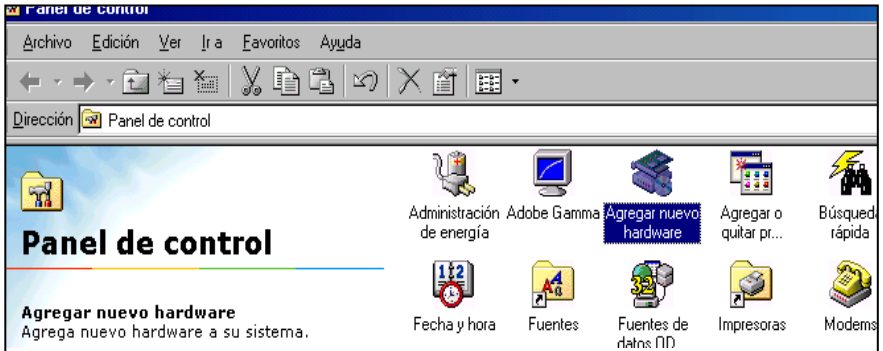 Panel de control
Archivo Edición Ver Ir a Favoritos Ayuda
Dirección Panel de control
Panel de control
Agregar nuevo hardware
Agrega nuevo hardware a su sistema.
Administración de energía
Adobe Gamma
Agregar nuevo hardware
Agregar o quitar pr...
Búsqueda rápida
Fecha y hora
Fuentes
Fuentes de datos OD...
Impresoras
Modems